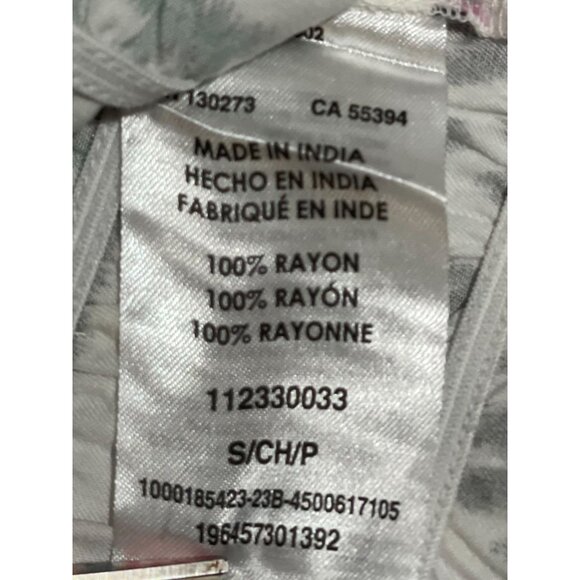 130273 CA 55394
MADE IN INDIA
HECHO EN INDIA
FABRIQUÉ EN INDE
100% RAYON
100% RAYÓN
100% RAYONNE
112330033
S/CH/P
1000185423-23B-4500617105
196457301392